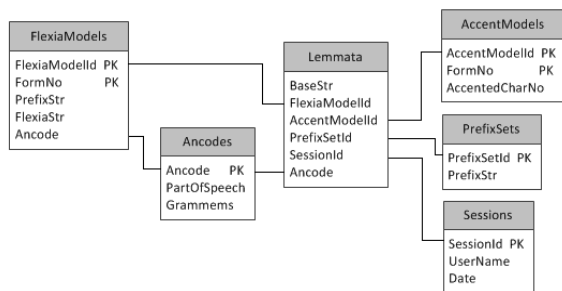 FlexiaModels
FlexiaModelId PK
FormNo PK
PrefixStr
FlexiaStr
Ancode
Ancodes
Ancode PK
PartOfSpeech
Grammems
Lemmata
BaseStr
FlexiaModelId
AccentModelId
PrefixSetId
SessionId
Ancode
AccentModels
AccentModelId PK
FormNo PK
AccentedCharNo
PrefixSets
PrefixSetId PK
PrefixStr
Sessions
SessionId PK
UserName
Date